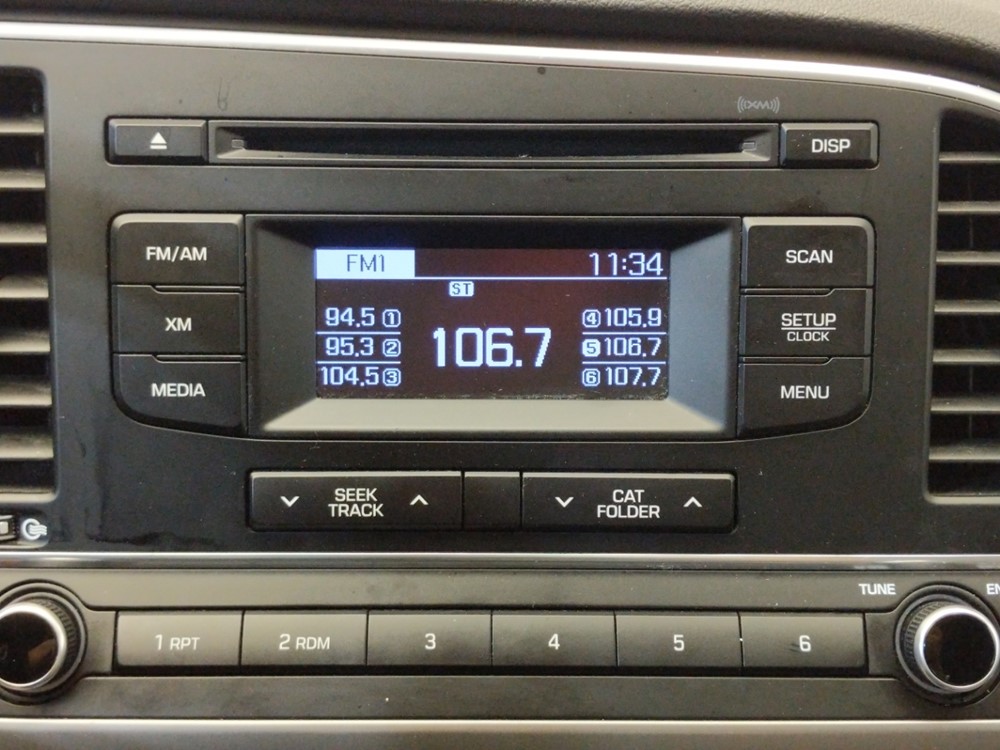 ((XM))
DISP
FM/AM
XM
MEDIA
FM1 11:34
ST
94.5 1
95.3 2
104.5 3
106.7
4 105.9
5 106.7
6 107.7
SCAN
SETUP
CLOCK
MENU
SEEK
TRACK
CAT
FOLDER
TUNE
EN
1 RPT
2 RDM
3
4
5
6